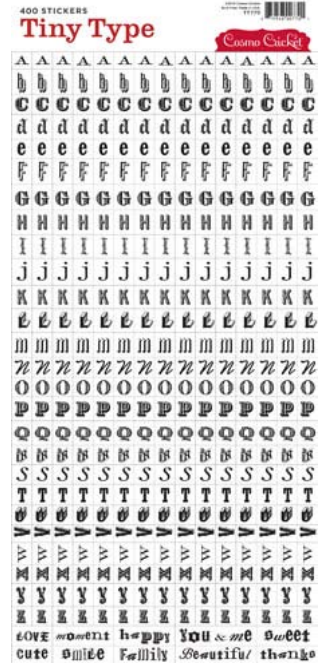 400 STICKERS
Tiny Type
Cosmo Cricket
A A A A A A A A A A A A A A A
b b b b b b b b b b b b b b b
C C C C C C C C C C C C C C C
d d d d d d d d d d d d d d d
e e e e e e e e e e e e e e e
F F F F F F F F F F F F F F F
G G G G G G G G G G G G G G G
H H H H H H H H H H H H H H H
I I I I I I I I I I I I I I I
j j j j j j j j j j j j j j j
K K K K K K K K K K K K K K K
L L L L L L L L L L L L L L L
m m m m m m m m m m m m m m m
n n n n n n n n n n n n n n n
O O O O O O O O O O O O O O O
P P P P P P P P P P P P P P P
Q Q Q Q Q Q Q Q Q Q Q Q Q Q Q
R R R R R R R R R R R R R R R
S S S S S S S S S S S S S S S
T T T T T T T T T T T T T T T
U U U U U U U U U U U U U U U
V V V V V V V V V V V V V V V
W W W W W W W W W W W W W W W
X X X X X X X X X X X X X X X
Y Y Y Y Y Y Y Y Y Y Y Y Y Y Y
Z Z Z Z Z Z Z Z Z Z Z Z Z Z Z
LOVE moment happy You & me sweet
cute smile Family Beautiful thanks